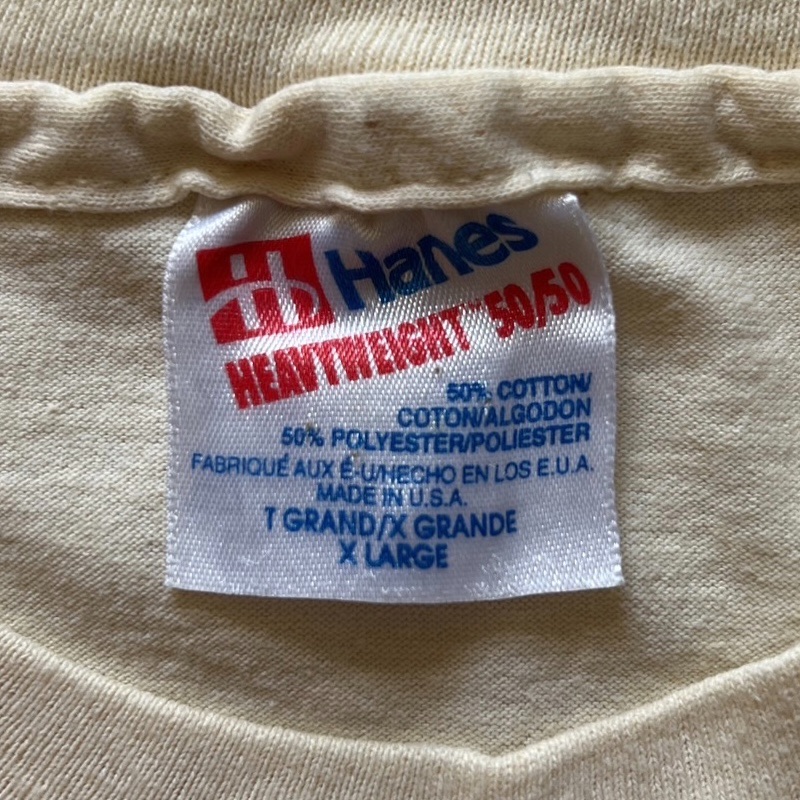 Hanes
HEAVYWEIGHT™ 50/50
50% COTTON/
COTON/ALGODON
50% POLYESTER/POLIESTER
FABRIQUÉ AUX É-U/HECHO EN LOS E.U.A.
MADE IN U.S.A.
T GRAND/X GRANDE
X LARGE